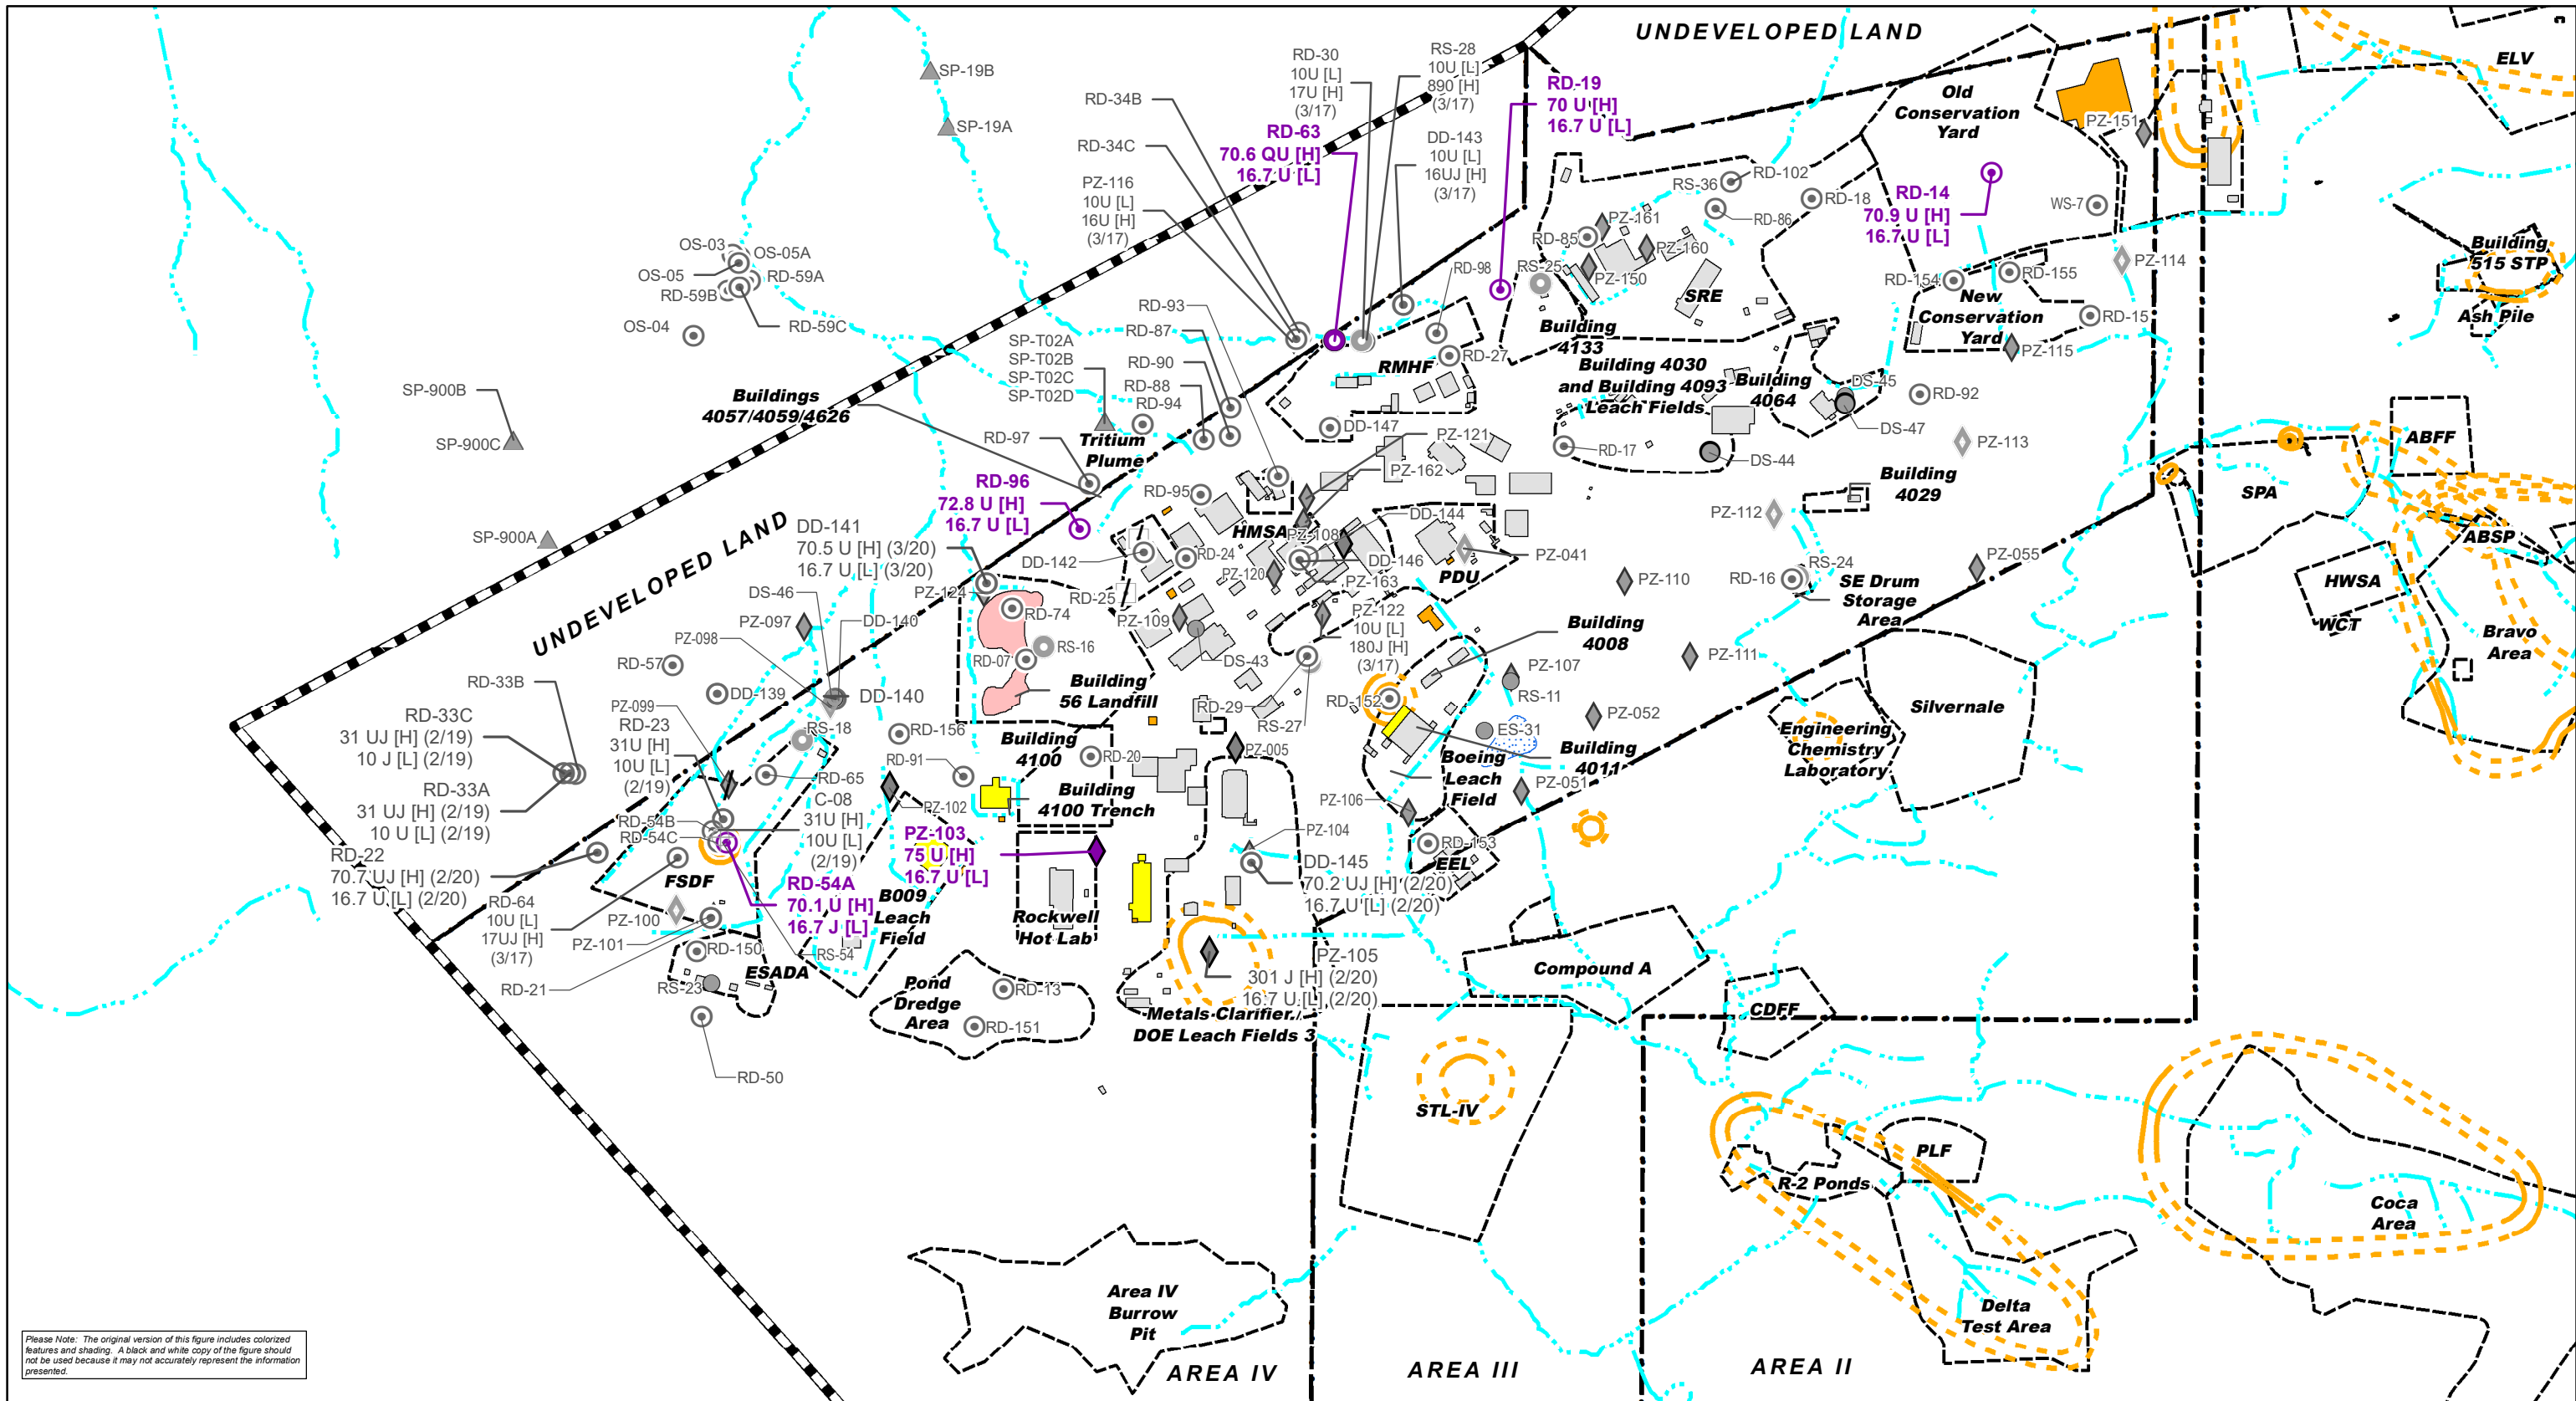 UNDEVELOPED LAND
ELV
SP-19B
SP-19A
RD-34B
RD-34C
PZ-116
10U [L]
16U [H]
(3/17)
RD-30
10U [L]
17U [H]
(3/17)
RS-28
10U [L]
890 [H]
(3/17)
RD-63
70.6 QU [H]
16.7 U [L]
DD-143
10U [L]
16UJ [H]
(3/17)
RD-19
70 U [H]
16.7 U [L]
Old
Conservation
Yard
PZ-151
RS-36
RD-102
RD-18
RD-86
RD-14
70.9 U [H]
16.7 U [L]
WS-7
PZ-161
RD-85
PZ-160
PZ-150
RS-25
SRE
RD-98
Building
4133
RD-154
RD-155
New
Conservation
Yard
RD-15
PZ-114
PZ-115
Building
515 STP
Ash Pile
OS-03
OS-05A
OS-05
RD-59A
RD-59B
RD-59C
OS-04
RD-93
RD-87
RD-90
RD-88
RD-94
SP-T02A
SP-T02B
SP-T02C
SP-T02D
Tritium
Plume
RMHF
RD-27
Building 4030
and Building 4093
Leach Fields
Building
4064
DS-45
DS-47
RD-92
SP-900B
SP-900C
SP-900A
Buildings
4057/4059/4626
RD-97
DD-147
PZ-121
PZ-162
RD-17
DS-44
PZ-113
Building
4029
PZ-112
ABFF
SPA
ABSP
HWSA
WCT
Bravo
Area
RD-96
72.8 U [H]
16.7 U [L]
RD-95
HMSA
PZ-108
DD-144
DD-146
PZ-163
PZ-120
PDU
PZ-041
PZ-110
RD-16
RS-24
SE Drum
Storage
Area
PZ-055
UNDEVELOPED LAND
DD-141
70.5 U [H] (3/20)
16.7 U [L] (3/20)
DD-142
RD-24
RD-25
DS-46
PZ-124
DD-140
PZ-097
PZ-098
RD-74
RS-16
RD-07
PZ-109
DS-43
PZ-122
10U [L]
180J [H]
(3/17)
Building
4008
PZ-111
PZ-107
RS-11
RD-57
DD-139
DD-140
RS-18
RD-33B
RD-33C
31 UJ [H] (2/19)
10 J [L] (2/19)
RD-33A
31 UJ [H] (2/19)
10 U [L] (2/19)
PZ-099
RD-23
31U [H]
10U [L]
(2/19)
RD-65
RD-156
RD-91
Building
56 Landfill
RD-29
RS-27
RD-152
PZ-052
ES-31
Building
4011
Boeing
Leach
Field
PZ-051
Silvernale
Engineering
Chemistry
Laboratory
Building
4100
RD-20
PZ-005
Building
4100 Trench
PZ-102
C-08
31U [H]
10U [L]
(2/19)
RD-54B
RD-54C
RD-22
70.7 UJ [H] (2/20)
16.7 U [L] (2/20)
FSDF
RD-54A
70.1 U [H]
16.7 J [L]
PZ-103
75 U [H]
16.7 U [L]
B009
Leach
Field
Rockwell
Hot Lab
PZ-104
DD-145
70.2 UJ [H] (2/20)
16.7 U [L] (2/20)
PZ-106
RD-153
EEL
RD-64
10U [L]
17UJ [H]
(3/17)
PZ-100
PZ-101
RD-21
RD-150
RS-23
ESADA
RS-54
RD-50
Pond
Dredge
Area
RD-13
RD-151
PZ-105
301 J [H] (2/20)
16.7 U [L] (2/20)
Metals Clarifier/
DOE Leach Fields 3
Compound A
CDFF
STL-IV
PLF
R-2 Ponds
Coca
Area
Delta
Test Area
Area IV
Burrow
Pit
AREA IV
AREA III
AREA II
Please Note: The original version of this figure includes colorized
features and shading. A black and white copy of the figure should
not be used because it may not accurately represent the information
presented.